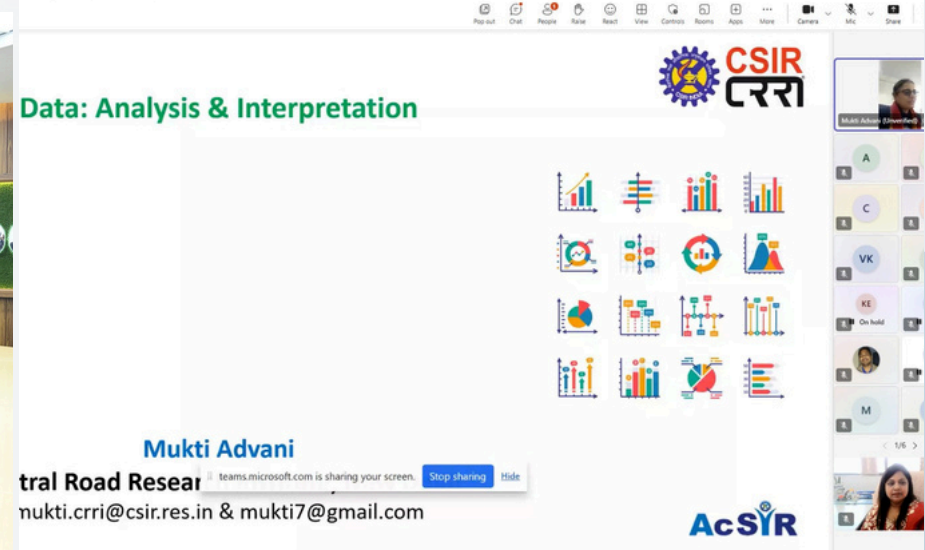 Pop out Chat People Raise React View Controls Rooms Apps More Camera Mic Share
CSIR
CRRI
Data: Analysis & Interpretation
Mukti Advani (Unverified)
A
C
VK
KE
On hold
M
1/6
Mukti Advani
tral Road Resear
teams.microsoft.com is sharing your screen. Stop sharing Hide
mukti.crri@csir.res.in & mukti7@gmail.com
AcSIR